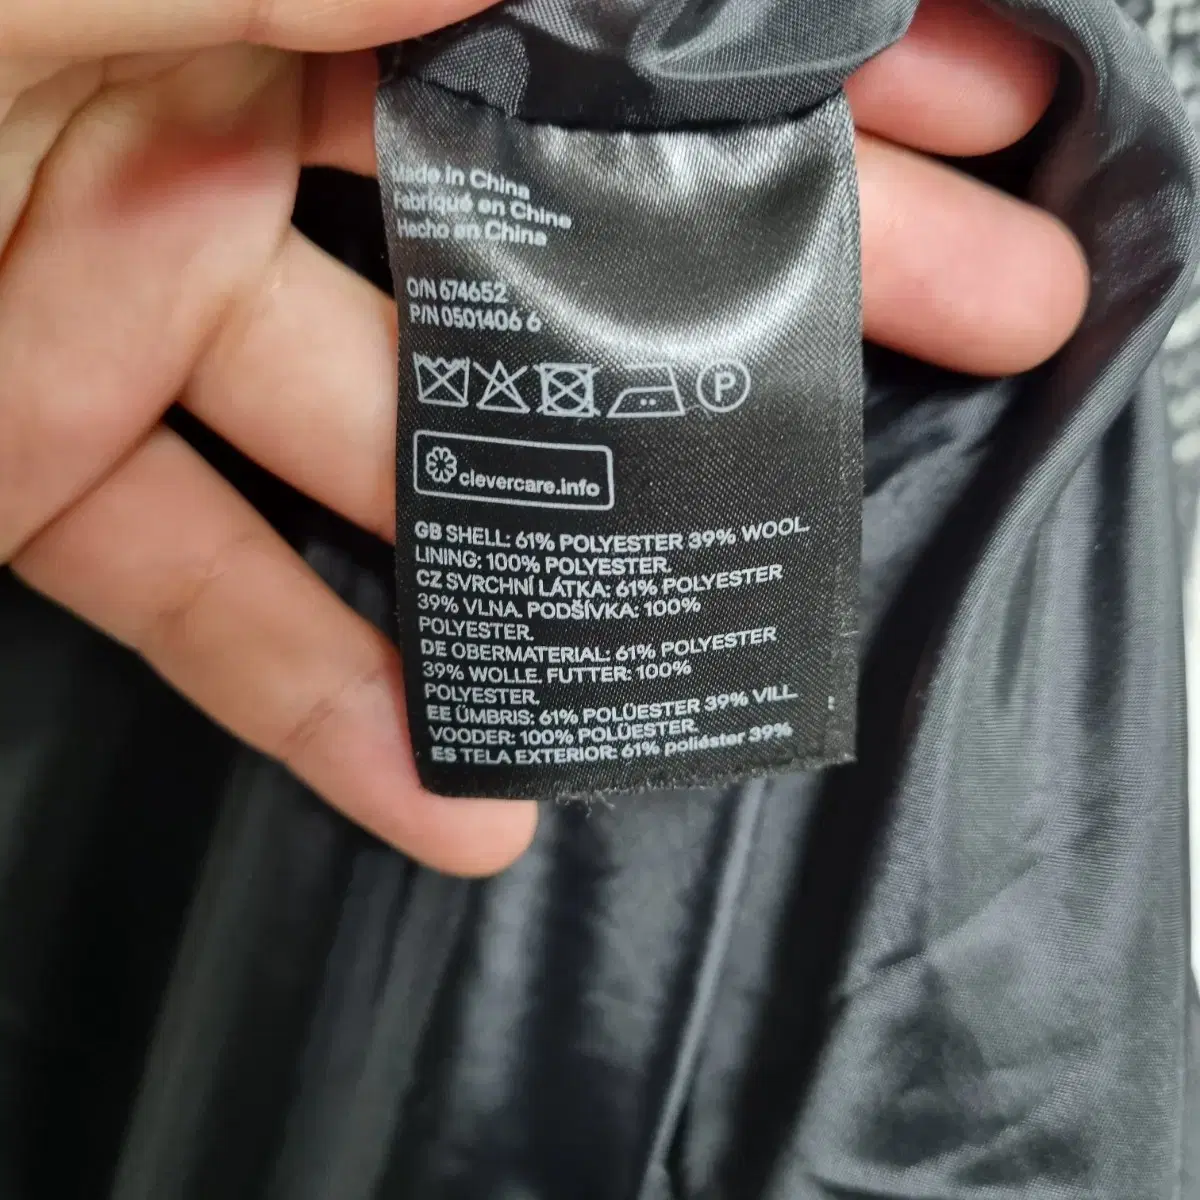 Made in China
Fabriqué en Chine
Hecho en China
O/N 674652
P/N 0501406 6
P
clevercare.info
GB SHELL: 61% POLYESTER 39% WOOL.
LINING: 100% POLYESTER.
CZ SVRCHNÍ LÁTKA: 61% POLYESTER
39% VLNA. PODŠÍVKA: 100%
POLYESTER.
DE OBERMATERIAL: 61% POLYESTER
39% WOLLE. FUTTER: 100%
POLYESTER.
EE ÜMBRIS: 61% POLÜESTER 39% VILL.
VOODER: 100% POLÜESTER.
ES TELA EXTERIOR: 61% poliéster 39%